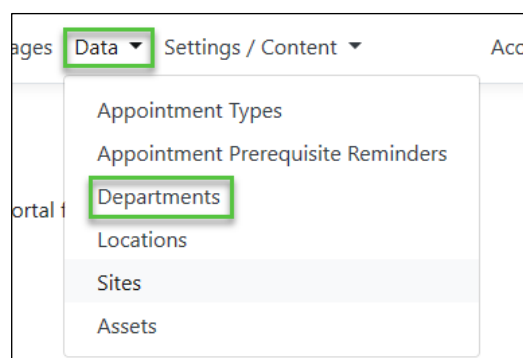 ages Data Settings / Content Acc
Appointment Types
Appointment Prerequisite Reminders
ortal f
Departments
Locations
Sites
Assets